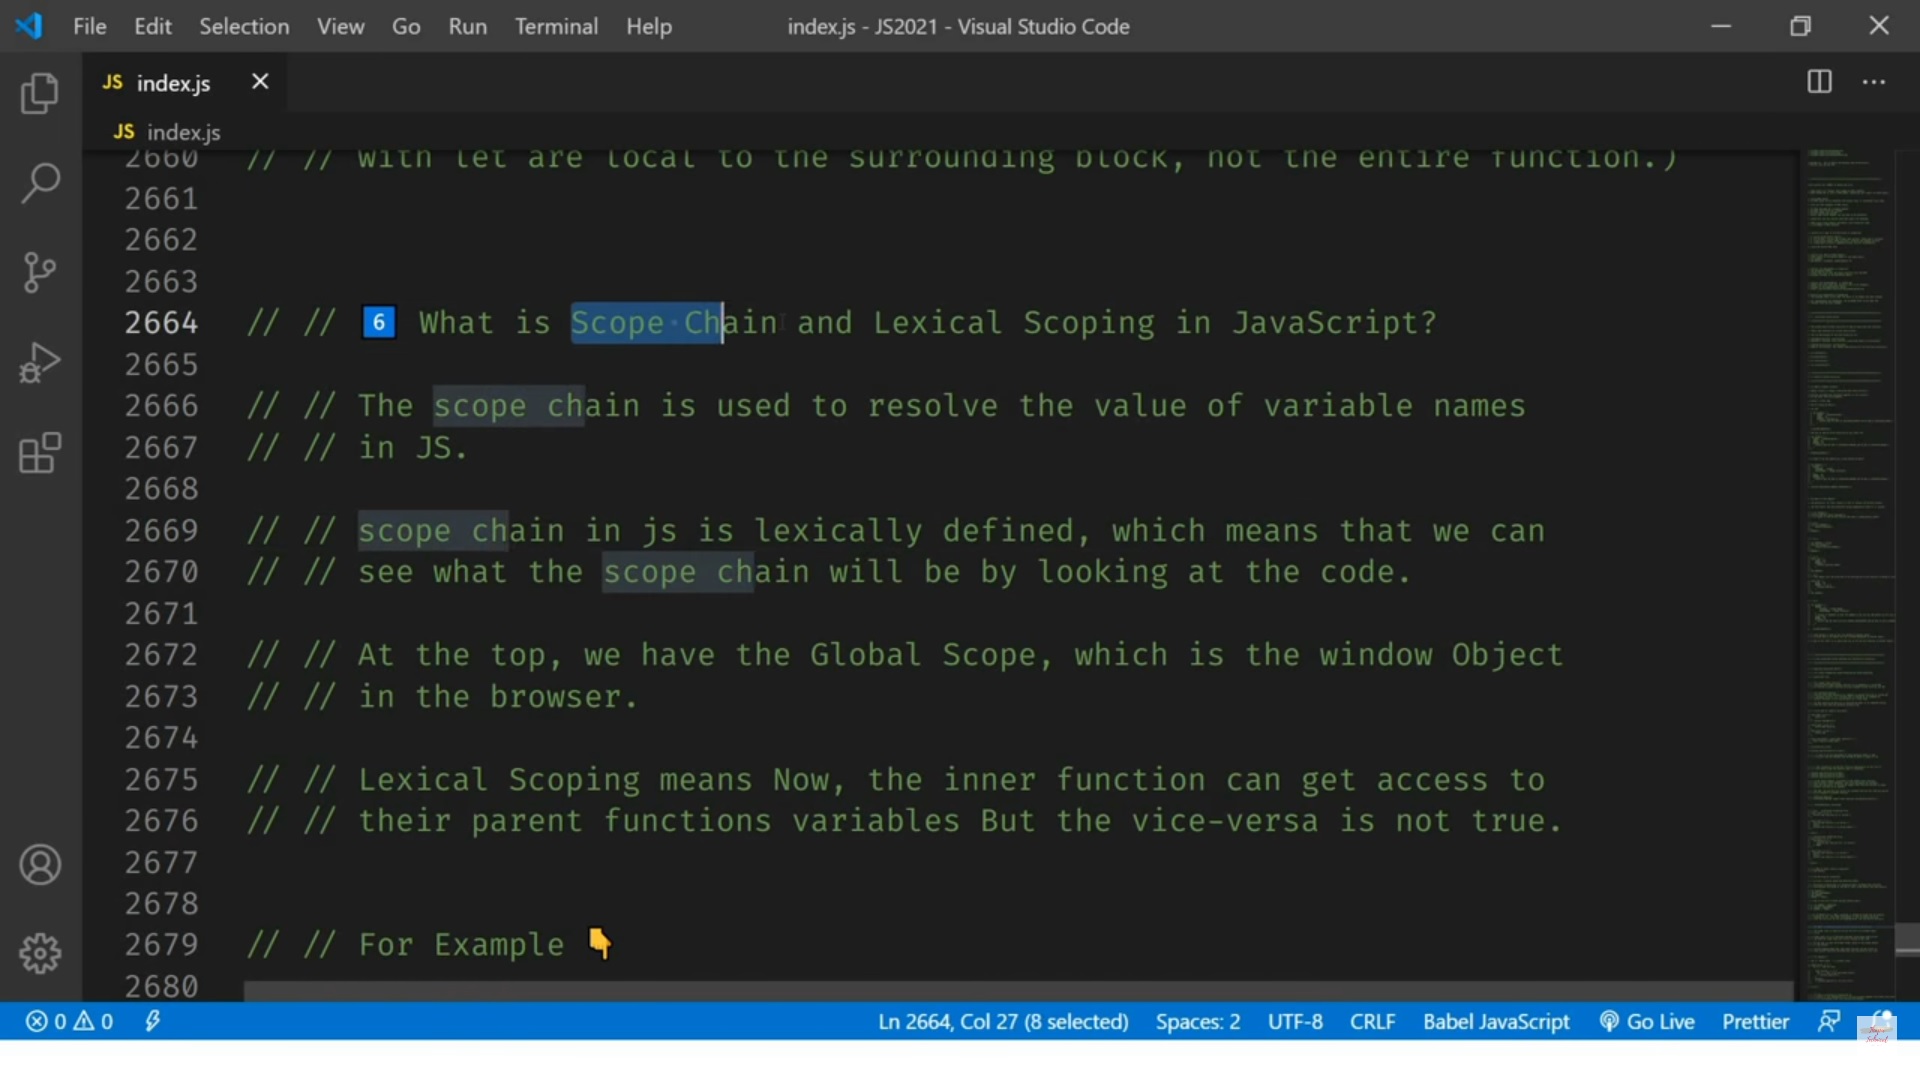 File Edit Selection View Go Run Terminal Help index.js - JS2021 - Visual Studio Code
JS index.js
JS index.js
2660 // // with let are local to the surrounding block, not the entire function.)
2661
2662
2663
2664 // // 6 What is Scope Chain and Lexical Scoping in JavaScript?
2665
2666 // // The scope chain is used to resolve the value of variable names
2667 // // in JS.
2668
2669 // // scope chain in js is lexically defined, which means that we can
2670 // // see what the scope chain will be by looking at the code.
2671
2672 // // At the top, we have the Global Scope, which is the window Object
2673 // // in the browser.
2674
2675 // // Lexical Scoping means Now, the inner function can get access to
2676 // // their parent functions variables But the vice-versa is not true.
2677
2678
2679 // // For Example 👇
2680
0 0 Ln 2664, Col 27 (8 selected) Spaces: 2 UTF-8 CRLF Babel JavaScript Go Live Prettier